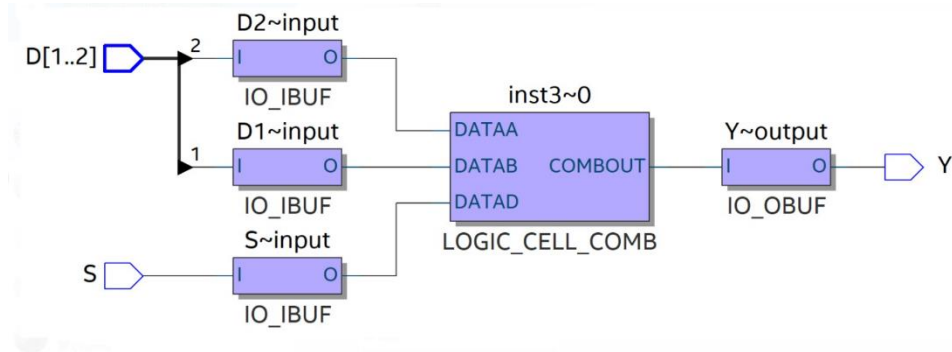 D2~input
D[1..2]
2
I O
IO_IBUF
inst3~0
D1~input
DATAA
Y~output
1
I O
DATAB COMBOUT
I O
Y
IO_IBUF
DATAD
IO_OBUF
S~input
LOGIC_CELL_COMB
S
I O
IO_IBUF